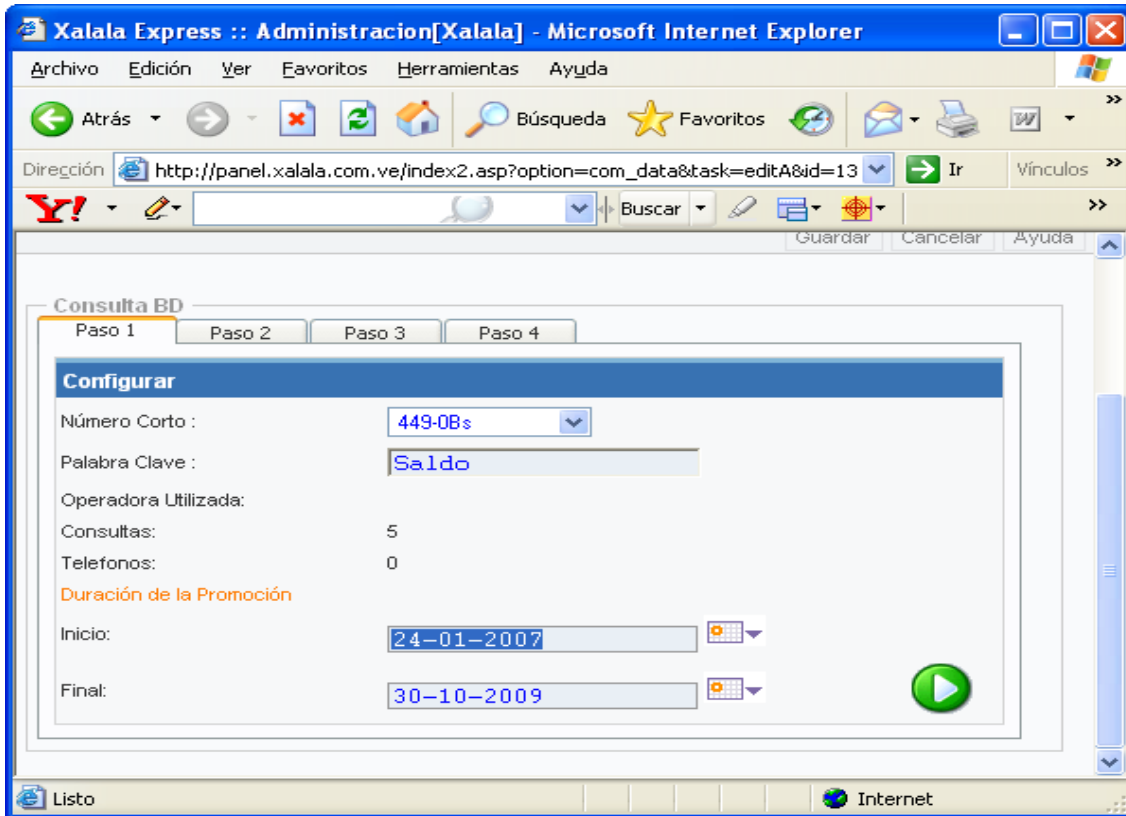 Xalala Express :: Administracion[Xalala] - Microsoft Internet Explorer
Archivo Edición Ver Favoritos Herramientas Ayuda
Atrás Búsqueda Favoritos »
Dirección http://panel.xalala.com.ve/index2.asp?option=com_data&task=editA&id=13 Ir Vínculos »
Y! Buscar »
Guardar Cancelar Ayuda
Consulta BD
Paso 1 Paso 2 Paso 3 Paso 4
Configurar
Número Corto : 449-0Bs
Palabra Clave : Saldo
Operadora Utilizada:
Consultas: 5
Telefonos: 0
Duración de la Promoción
Inicio: 24-01-2007
Final: 30-10-2009
Listo Internet